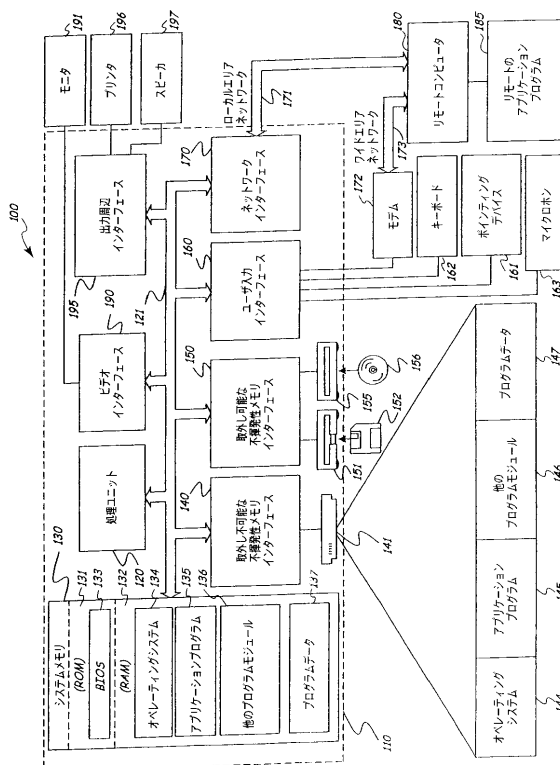 100
システムメモリ
130
(ROM)
131
BIOS
133
(RAM)
132
オペレーティングシステム
134
アプリケーションプログラム
135
他のプログラムモジュール
136
プログラムデータ
137
110
処理ユニット
120
ビデオ
インターフェース
190
出力周辺
インターフェース
195
121
モニタ
191
プリンタ
196
スピーカ
197
取外し不可能な
不揮発性メモリ
インターフェース
140
取外し可能な
不揮発性メモリ
インターフェース
150
ユーザ入力
インターフェース
160
ネットワーク
インターフェース
170
ローカルエリア
ネットワーク
171
141
151
152
155
156
ワイドエリア
ネットワーク
173
モデム
172
キーボード
162
ポインティング
デバイス
161
マイクロホン
163
リモートコンピュータ
180
リモートの
アプリケーション
プログラム
185
オペレーティング
システム
144
アプリケーション
プログラム
145
他の
プログラムモジュール
146
プログラムデータ
147